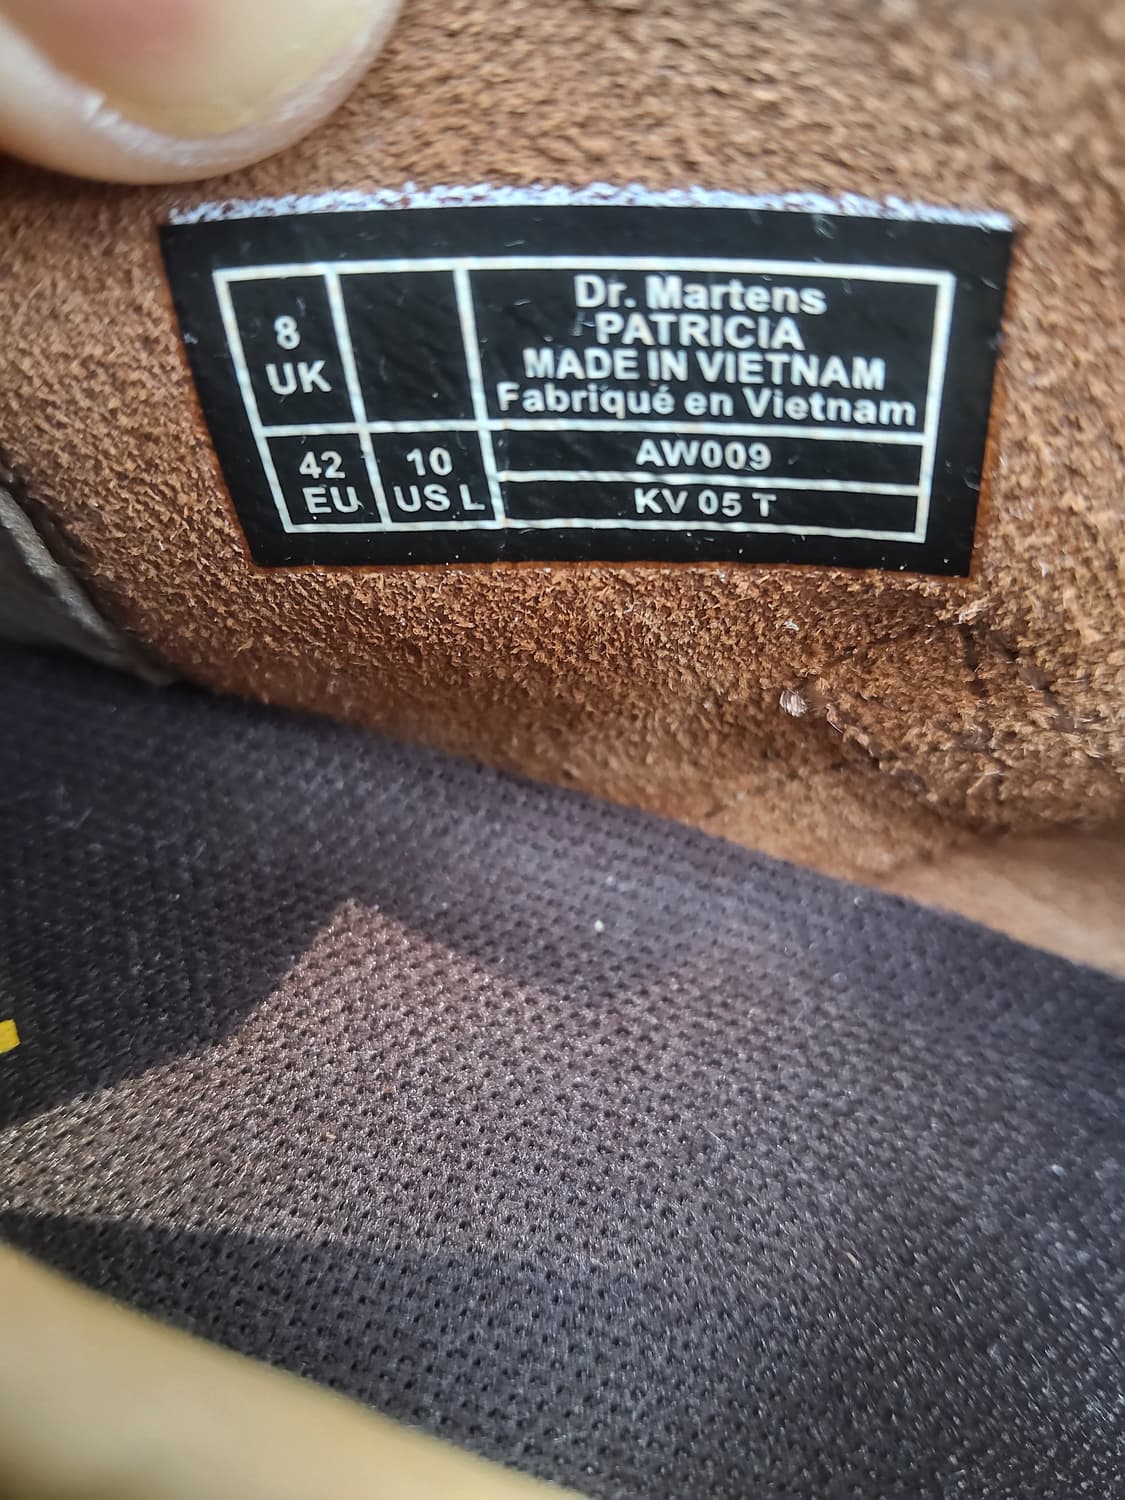 8
UK
Dr. Martens
PATRICIA
MADE IN VIETNAM
Fabriqué en Vietnam
42
EU
10
US L
AW009
KV 05 T